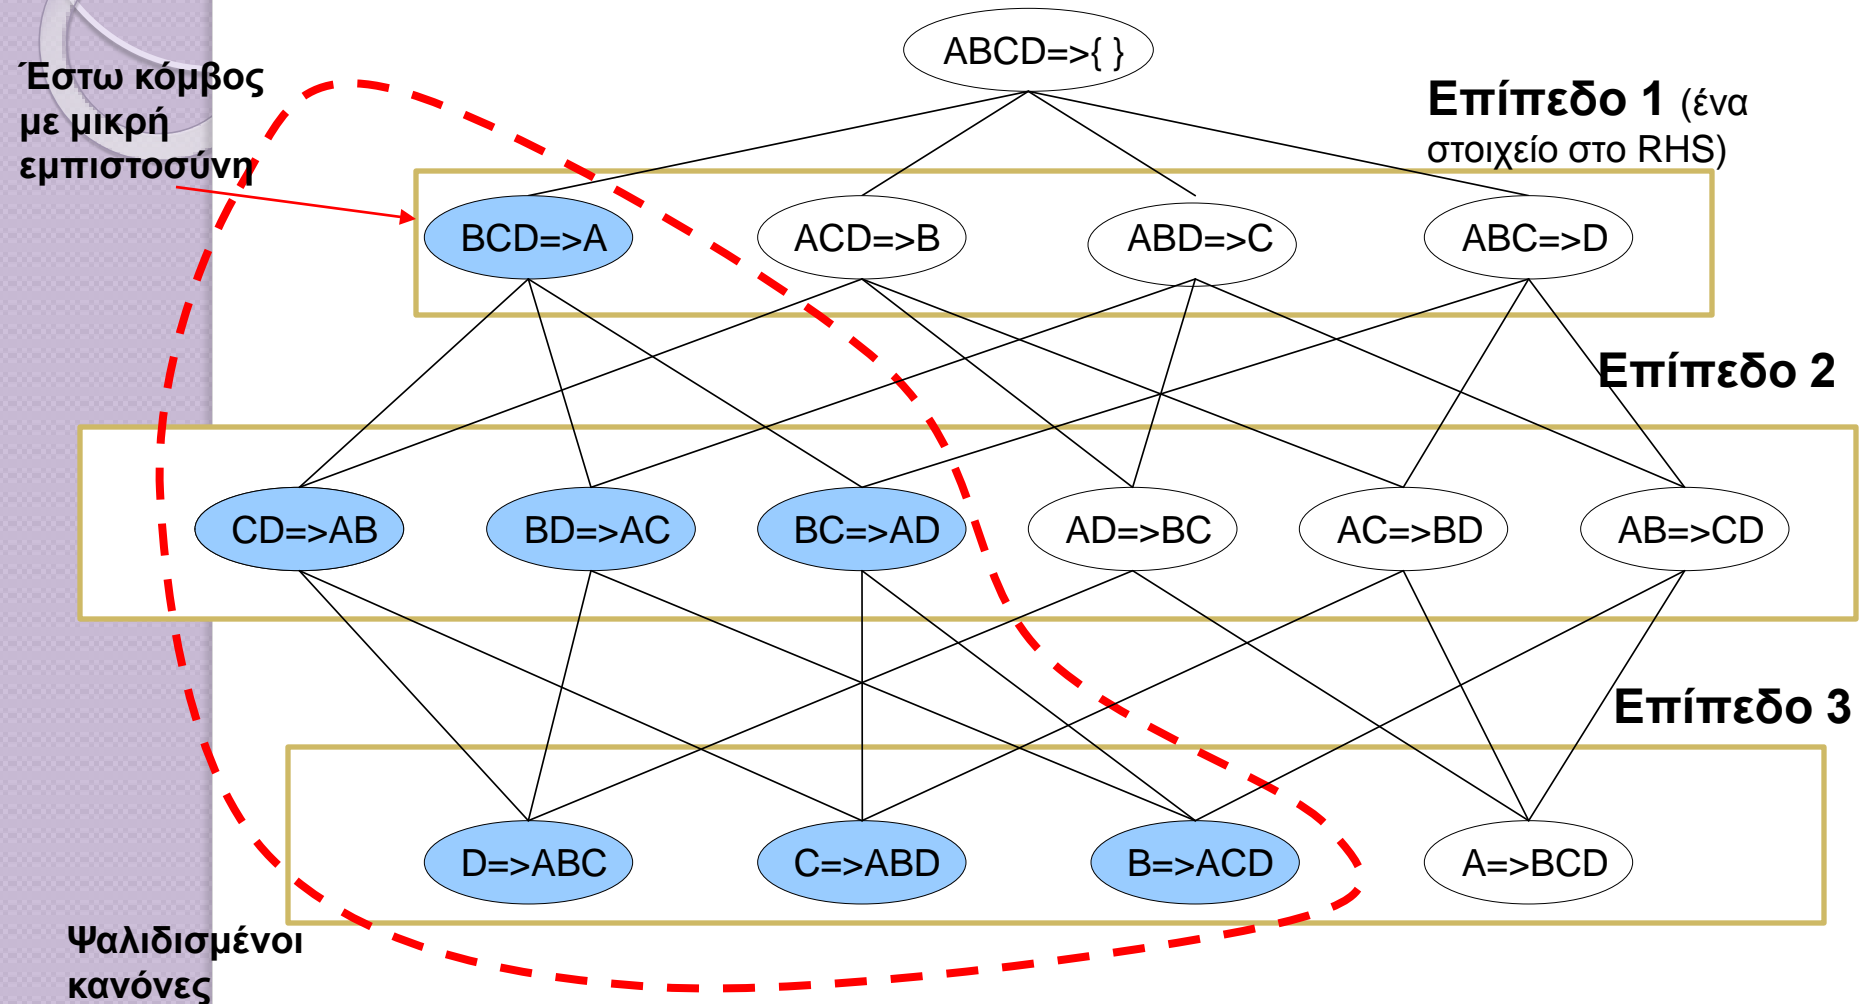 ABCD=>{ }
Έστω κόμβος
με μικρή
εμπιστοσύνη
Επίπεδο 1 (ένα
στοιχείο στο RHS)
BCD=>A
ACD=>B
ABD=>C
ABC=>D
Επίπεδο 2
CD=>AB
BD=>AC
BC=>AD
AD=>BC
AC=>BD
AB=>CD
Επίπεδο 3
D=>ABC
C=>ABD
B=>ACD
A=>BCD
Ψαλιδισμένοι
κανόνες